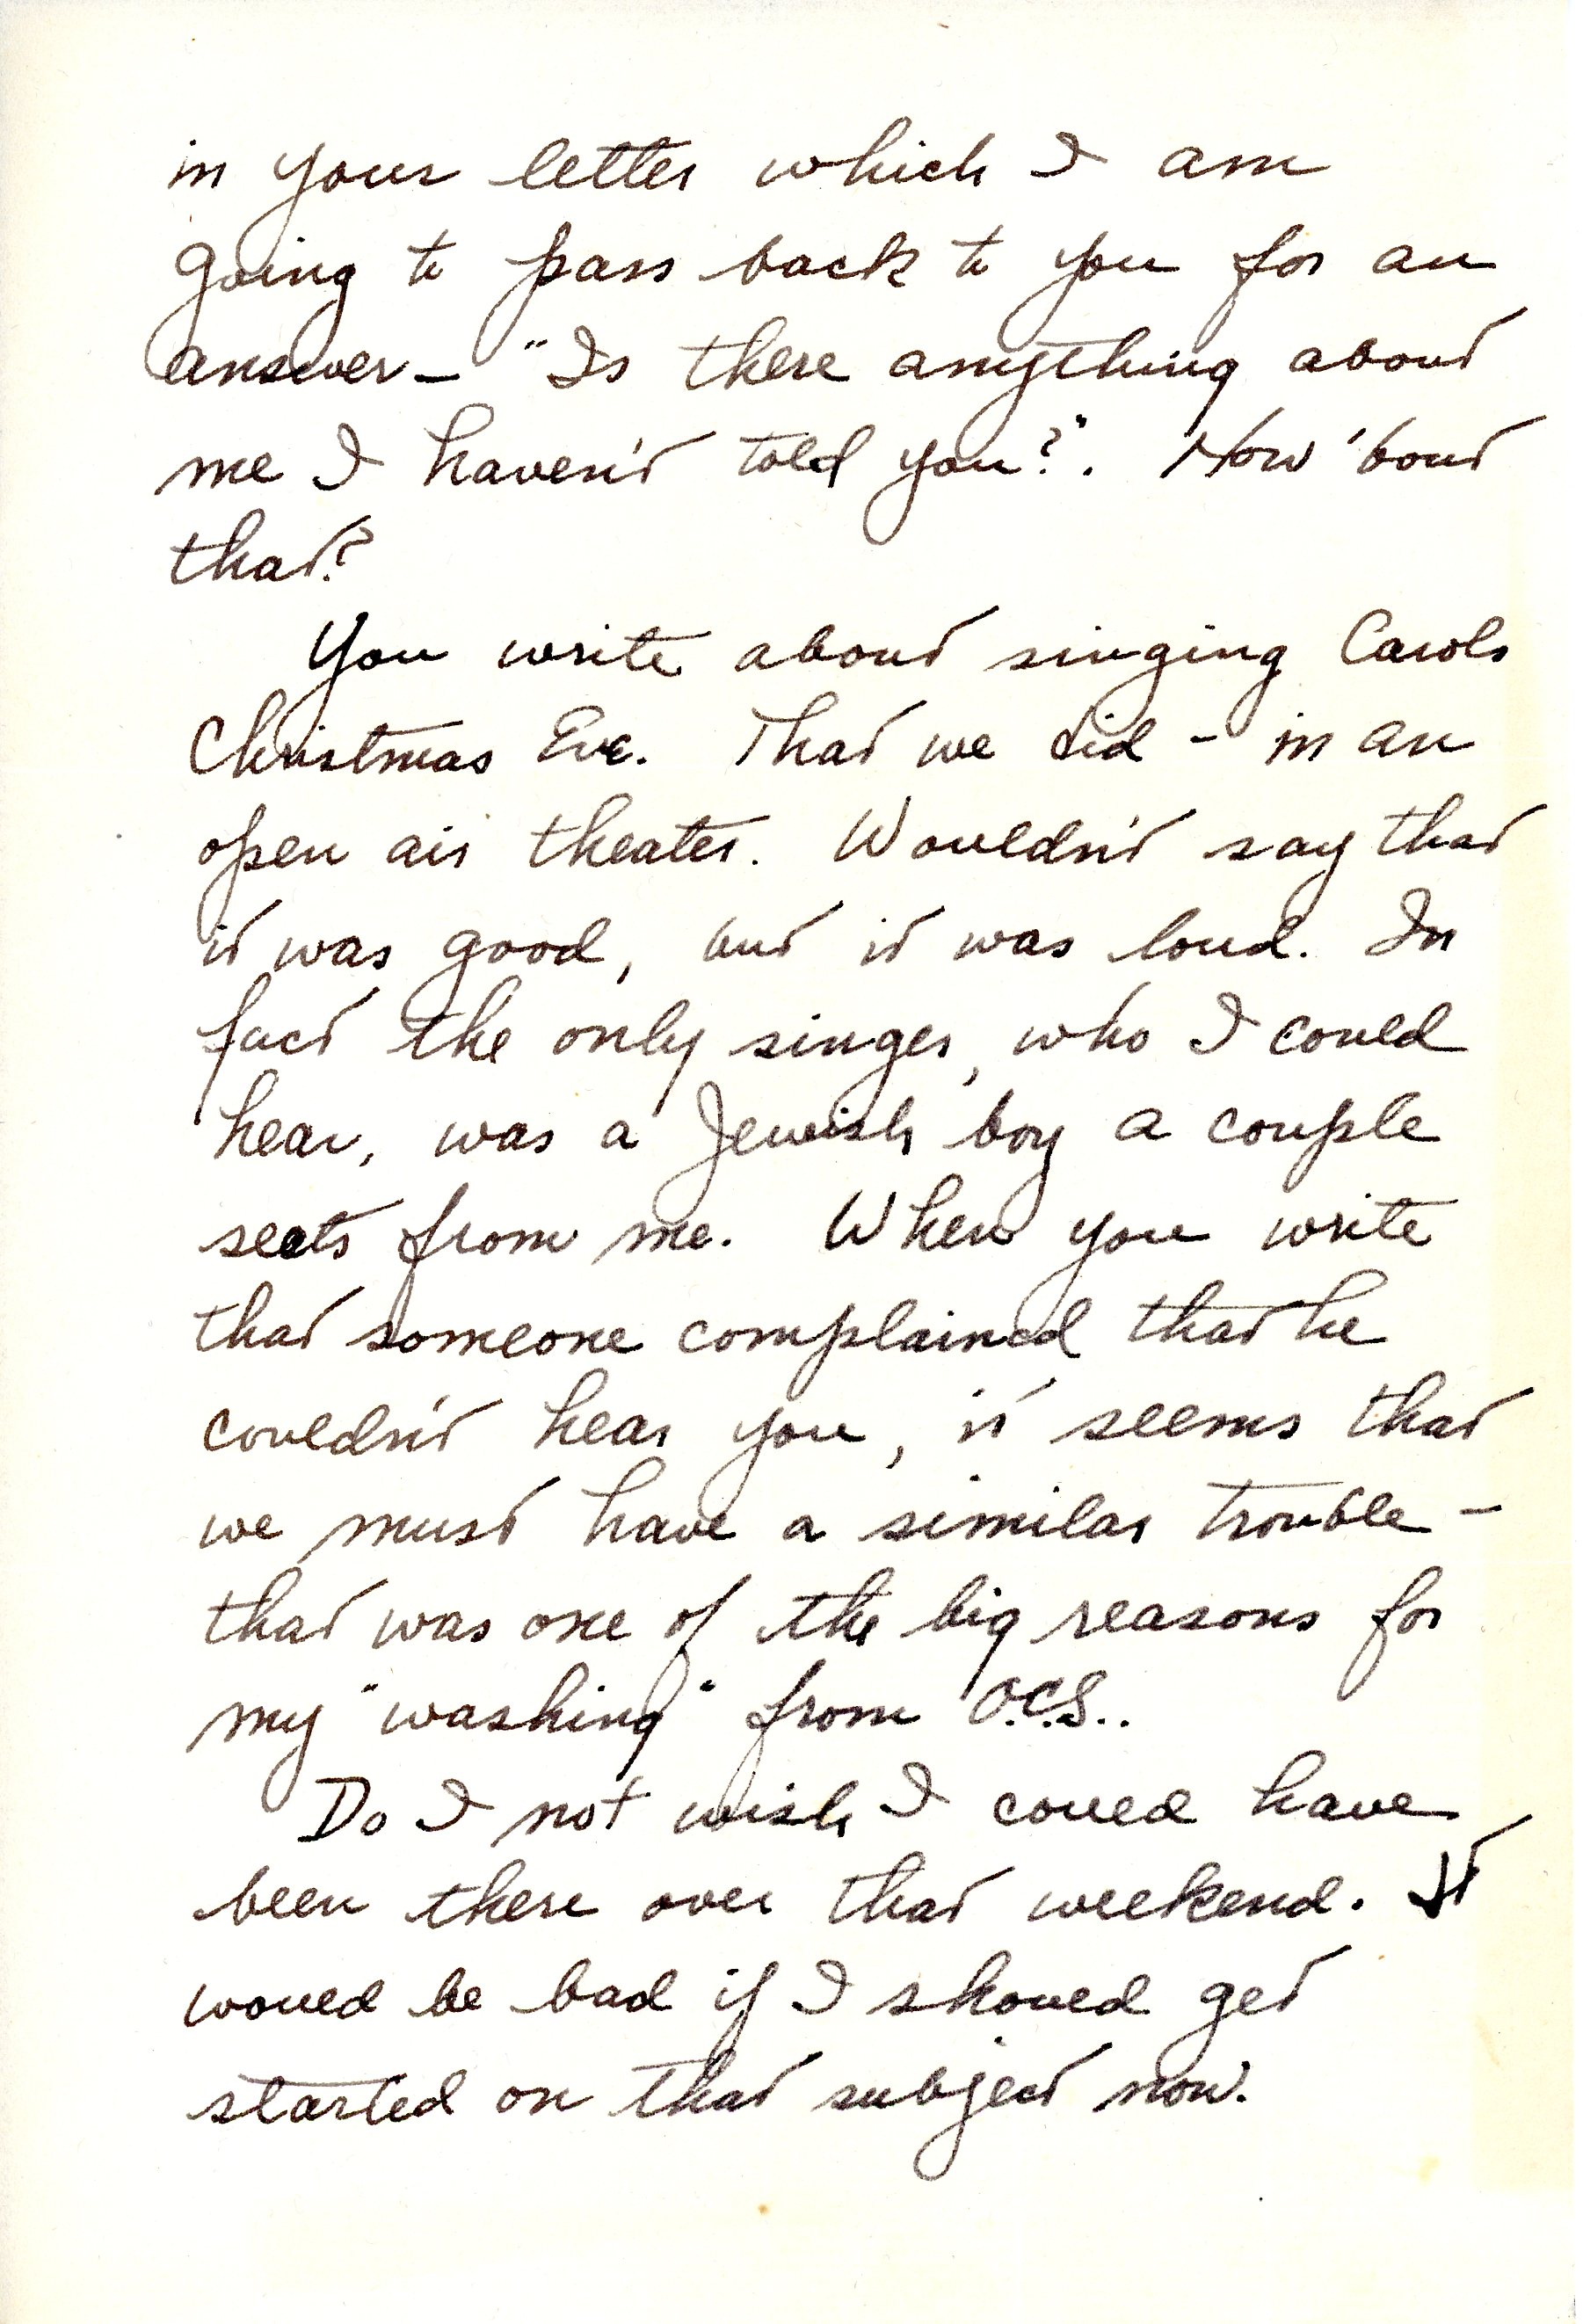 in your letter which I am
going to pass back to you for an
answer — "Is there anything about
me I haven't told you?". How 'bout
that?
You write about singing Carols
Christmas Eve. That we did - in an
open air theater. Wouldn't say that
it was good, but it was loud. In
fact the only singer, who I could
hear, was a Jewish boy a couple
seats from me. When you write
that someone complained that he
couldn't hear you, it seems that
we must have a similar trouble -
that was one of the big reasons for
my "washing" from O.C.S..
Do I not wish I could have
been there over that weekend. It
would be bad if I should get
started on that subject now.